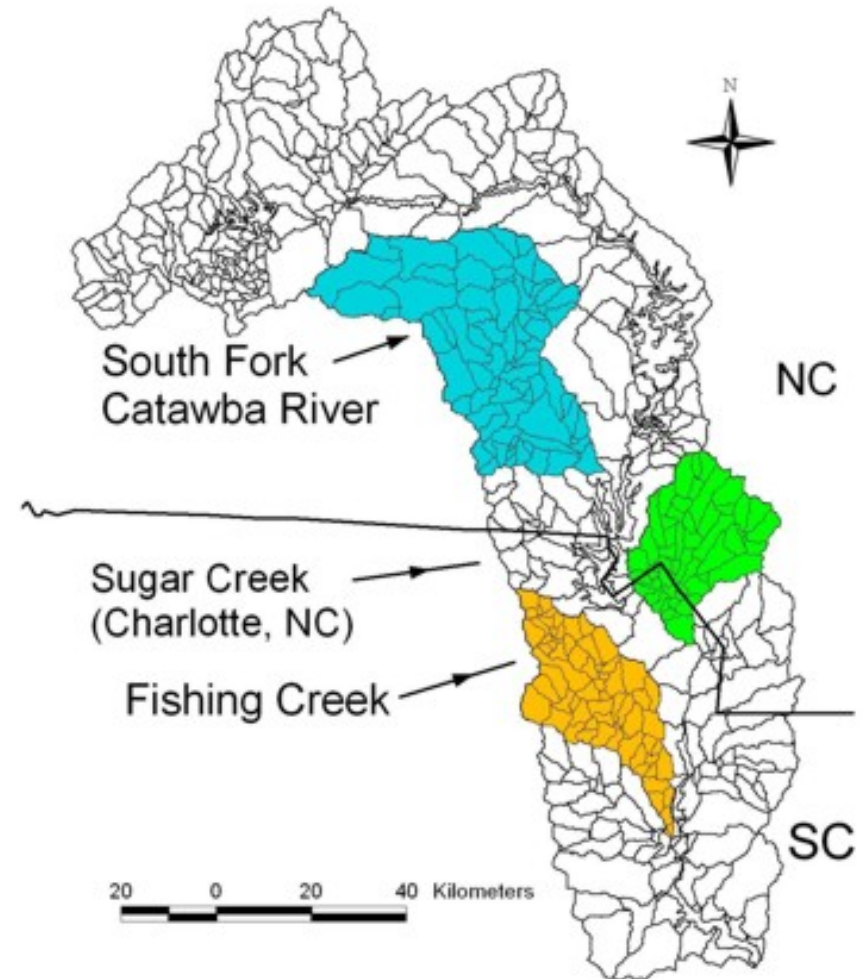 N
South Fork
Catawba River
NC
Sugar Creek
(Charlotte, NC)
Fishing Creek
SC
20 0 20 40 Kilometers